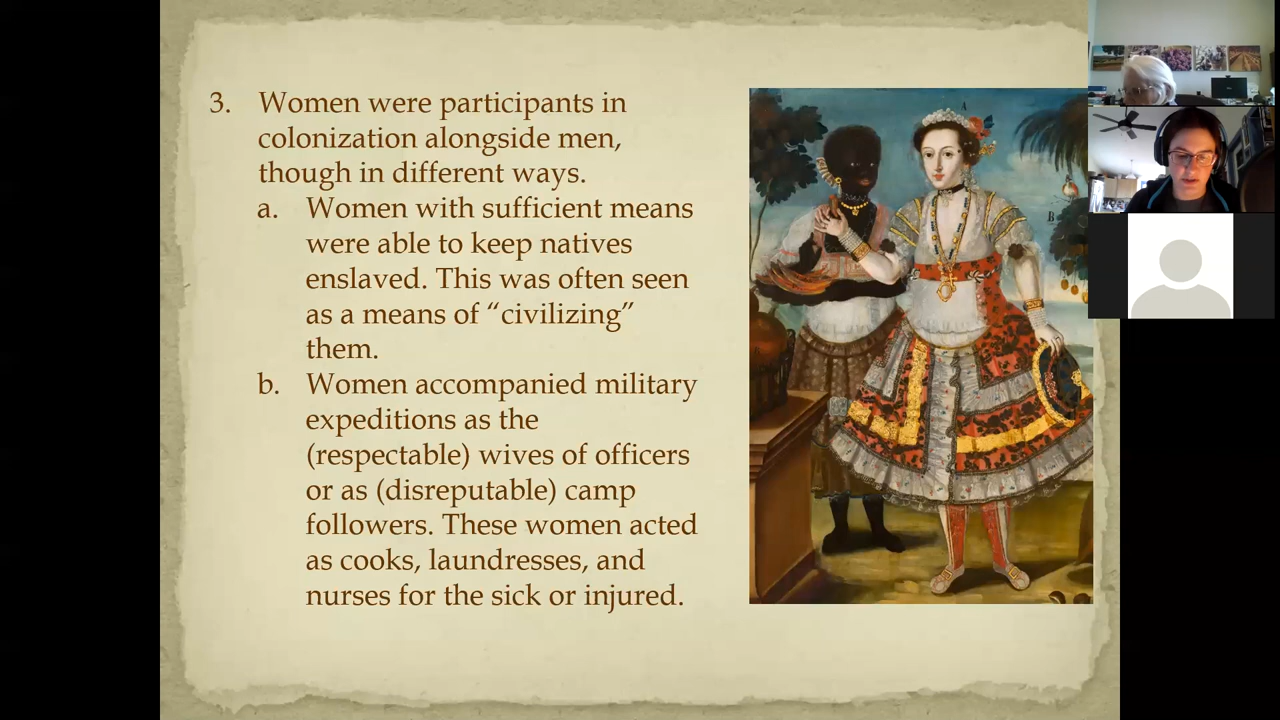 3. Women were participants in
colonization alongside men,
though in different ways.
a. Women with sufficient means
were able to keep natives
enslaved. This was often seen
as a means of “civilizing”
them.
b. Women accompanied military
expeditions as the
(respectable) wives of officers
or as (disreputable) camp
followers. These women acted
as cooks, laundresses, and
nurses for the sick or injured.
A
B